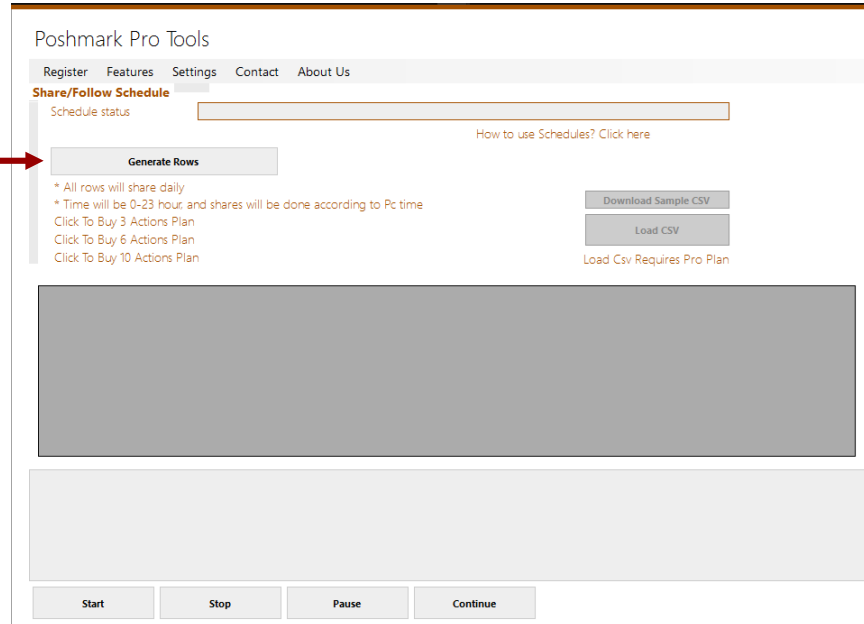 Poshmark Pro Tools
Register Features Settings Contact About Us
Share/Follow Schedule
Schedule status
How to use Schedules? Click here
Generate Rows
* All rows will share daily
* Time will be 0-23 hour, and shares will be done according to Pc time
Click To Buy 3 Actions Plan
Click To Buy 6 Actions Plan
Click To Buy 10 Actions Plan
Download Sample CSV
Load CSV
Load Csv Requires Pro Plan
Start Stop Pause Continue